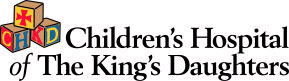 CHKD
Children's Hospital
of The King's Daughters